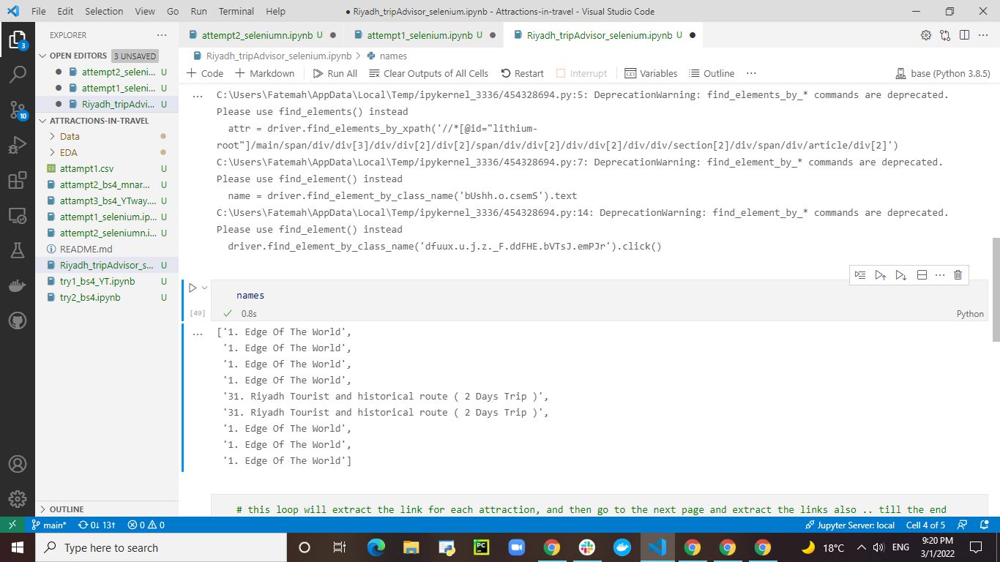 ● Riyadh_tripAdvisor_selenium.ipynb - Attractions-in-travel - Visual Studio Code
File Edit Selection View Go Run Terminal Help
EXPLORER
OPEN EDITORS 3 UNSAVED
attempt2_seleni... U
attempt1_seleni... U
Riyadh_tripAdvi... U
ATTRACTIONS-IN-TRAVEL
Data
EDA
attampt1.csv U
attampt2_bs4_mnar... U
attampt3_bs4_YTway.... U
attempt1_selenium.ip... U
attempt2_seleniumn.i... U
README.md
Riyadh_tripAdvisor_s... U
try1_bs4_YT.ipynb U
try2_bs4.ipynb U
OUTLINE
3
10
attempt2_seleniumn.ipynb U
attempt1_selenium.ipynb U
Riyadh_tripAdvisor_selenium.ipynb U
Riyadh_tripAdvisor_selenium.ipynb > names
+ Code + Markdown Run All Clear Outputs of All Cells Restart Interrupt Variables Outline ... base (Python 3.8.5)
C:\Users\Fatemah\AppData\Local\Temp/ipykernel_3336/454328694.py:5: DeprecationWarning: find_elements_by_* commands are deprecated.
Please use find_elements() instead
attr = driver.find_elements_by_xpath('//*[@id="lithium-
root"]/main/span/div/div[3]/div/div[2]/div[2]/span/div/div[2]/div/div[2]/div/div/section[2]/div/span/div/article/div[2]')
C:\Users\Fatemah\AppData\Local\Temp/ipykernel_3336/454328694.py:7: DeprecationWarning: find_element_by_* commands are deprecated.
Please use find_element() instead
name = driver.find_element_by_class_name('bUshh.o.csemS').text
C:\Users\Fatemah\AppData\Local\Temp/ipykernel_3336/454328694.py:14: DeprecationWarning: find_element_by_* commands are deprecated.
Please use find_element() instead
driver.find_element_by_class_name('dfuux.u.j.z._F.ddFHE.bVTsJ.emPJr').click()
names
[49] ✓ 0.8s Python
['1. Edge Of The World',
'1. Edge Of The World',
'1. Edge Of The World',
'1. Edge Of The World',
'31. Riyadh Tourist and historical route ( 2 Days Trip )',
'31. Riyadh Tourist and historical route ( 2 Days Trip )',
'1. Edge Of The World',
'1. Edge Of The World',
'1. Edge Of The World']
# this loop will extract the link for each attraction, and then go to the next page and extract the links also .. till the end
main* 0↓ 13↑ 0 0 Jupyter Server: local Cell 4 of 5
Type here to search
PC
18°C ENG
9:20 PM
3/1/2022